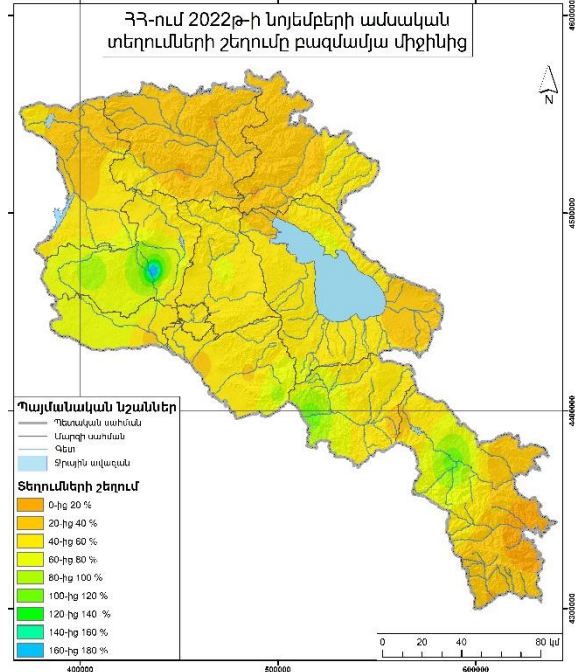 ՀՀ-ում 2022թ-ի նոյեմբերի ամսական
տեղումների շեղումը բազմամյա միջինից
N
4600000
4500000
4400000
4300000
Պայմանական նշաններ
Պետական սահման
Մարզի սահման
Գետ
Ջրային ավազան
Տեղումների շեղում
0-ից 20 %
20-ից 40 %
40-ից 60 %
60-ից 80 %
80-ից 100 %
100-ից 120 %
120-ից 140 %
140-ից 160 %
160-ից 180 %
0 20 40 80 կմ
400000 500000 600000